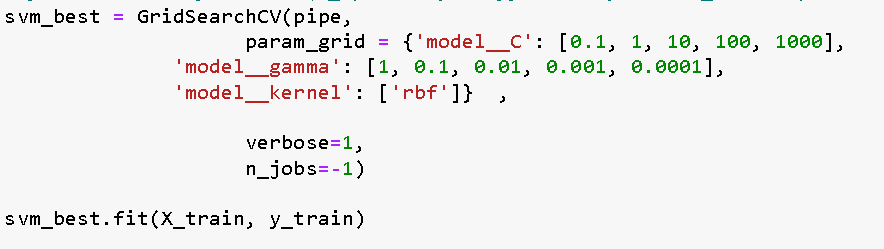 svm_best = GridSearchCV(pipe,
param_grid = {'model__C': [0.1, 1, 10, 100, 1000],
'model__gamma': [1, 0.1, 0.01, 0.001, 0.0001],
'model__kernel': ['rbf']}  ,
verbose=1,
n_jobs=-1)
svm_best.fit(X_train, y_train)